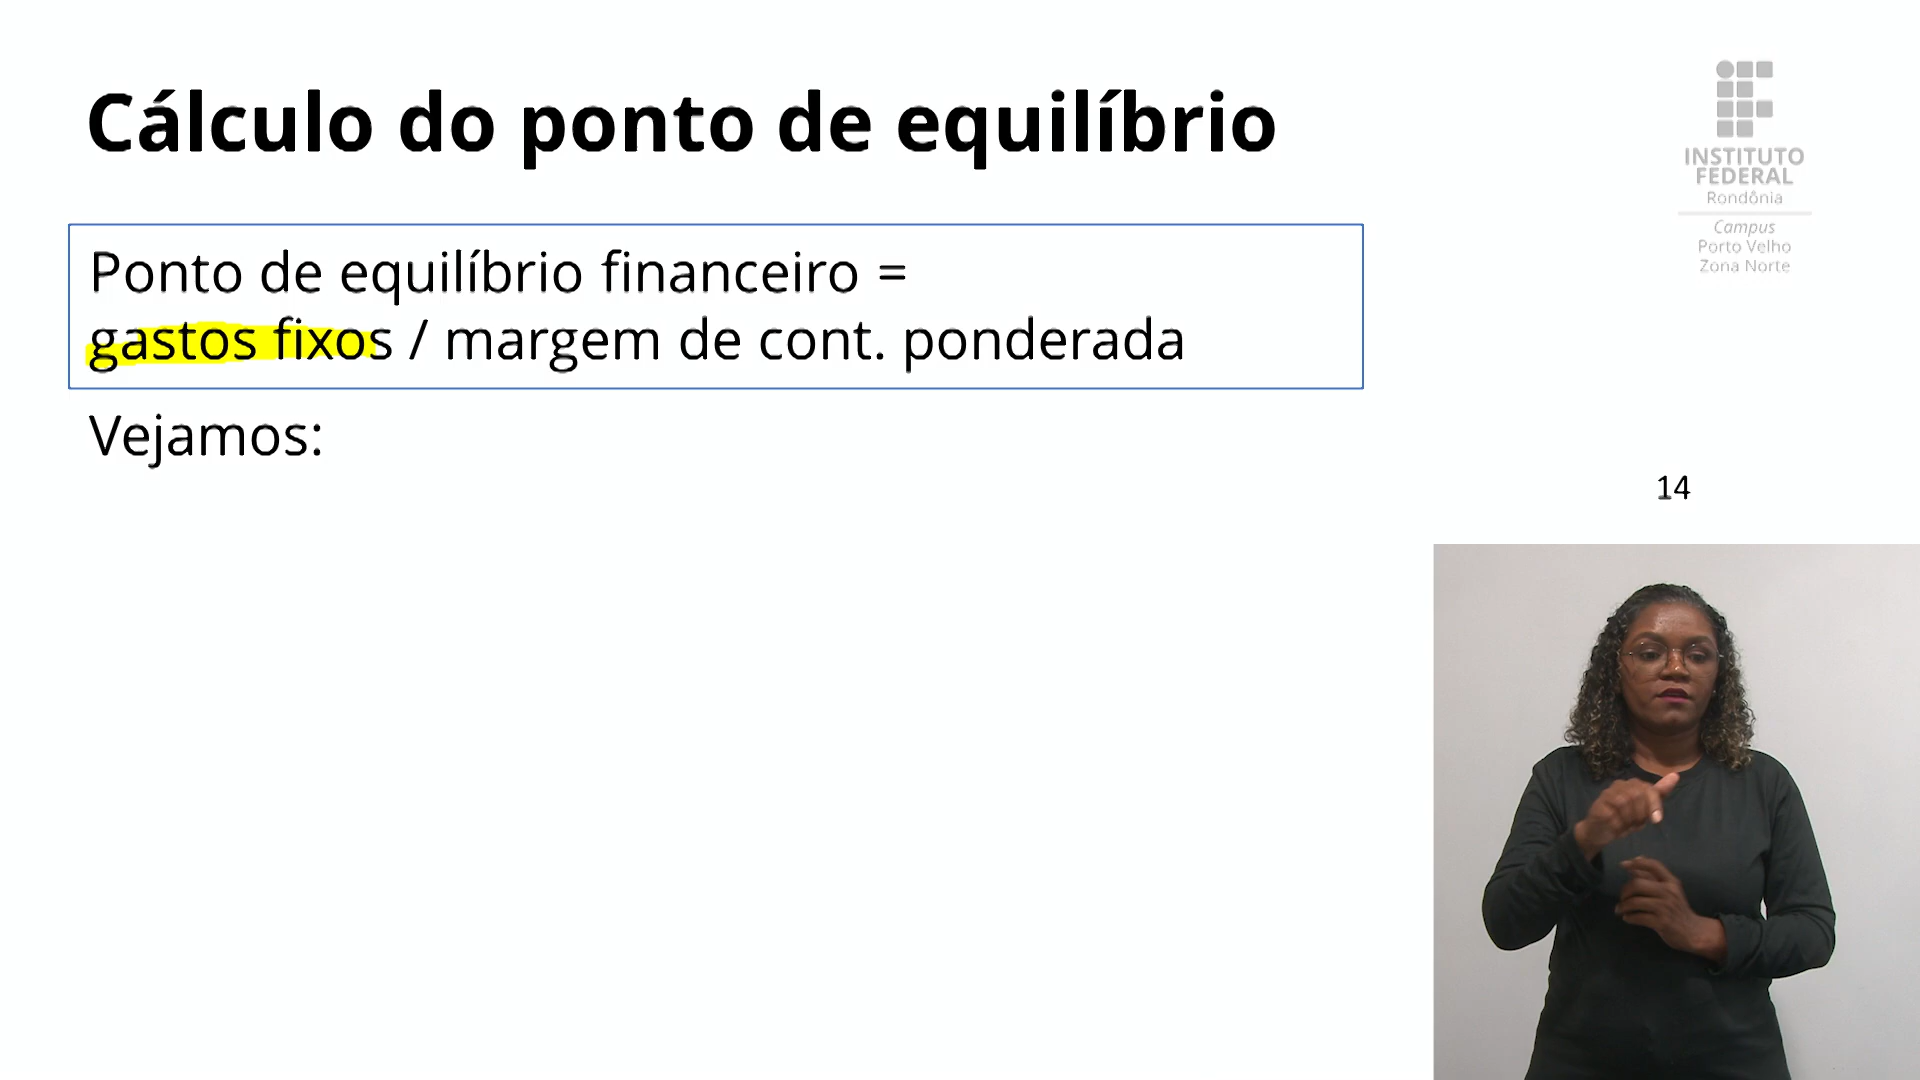 Cálculo do ponto de equilíbrio
INSTITUTO
FEDERAL
Rondônia
Campus
Porto Velho
Zona Norte
Ponto de equilíbrio financeiro =
gastos fixos / margem de cont. ponderada
Vejamos:
14